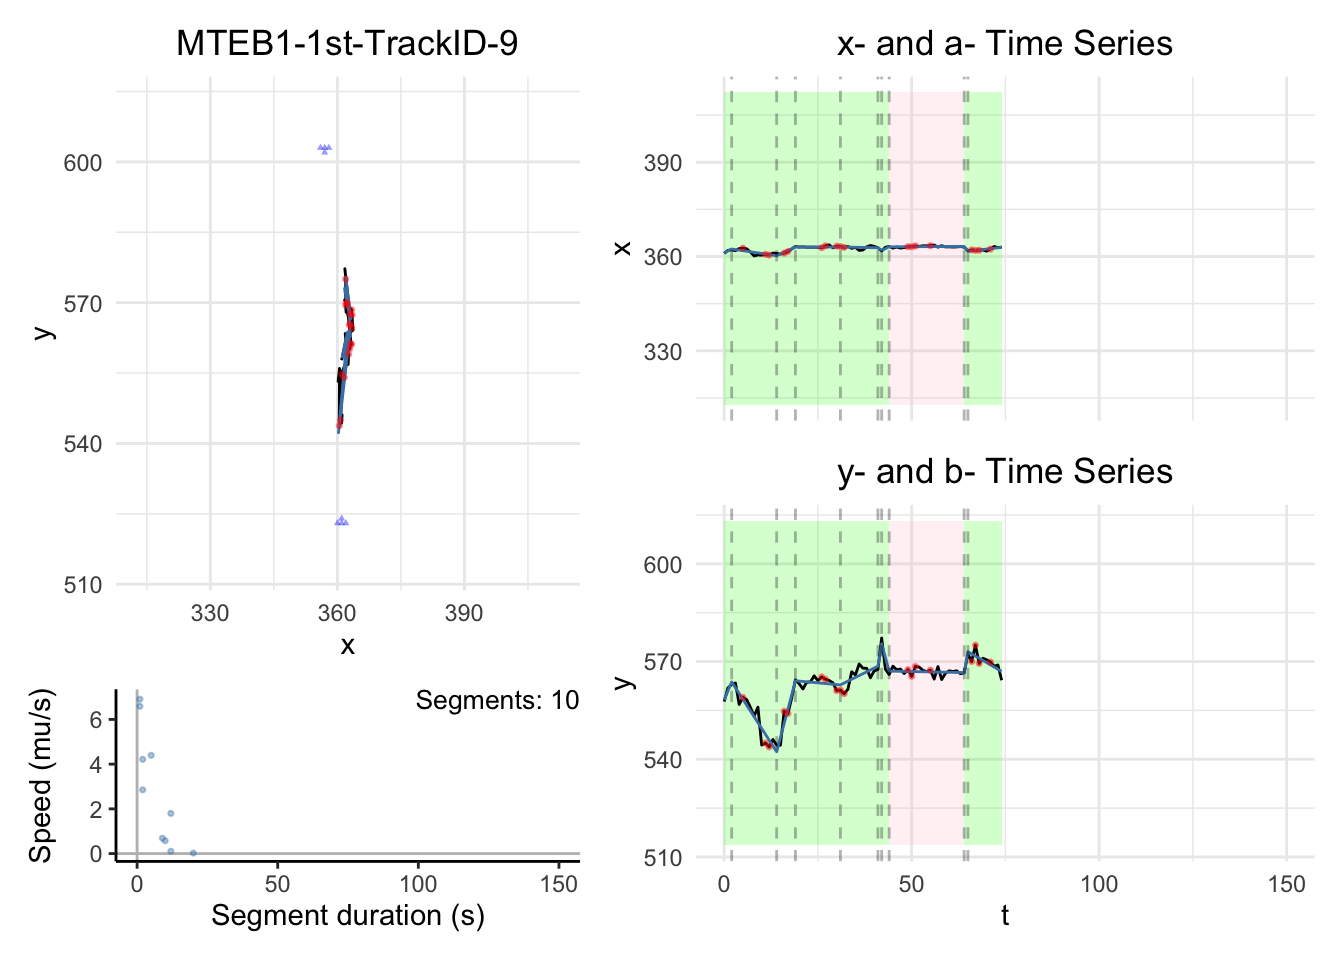 MTEB1-1st-TrackID-9
y
600
570
540
510
330
360
390
x
x- and a- Time Series
x
390
360
330
y- and b- Time Series
y
600
570
540
510
0
50
100
150
t
Speed (mu/s)
Segments: 10
6
4
2
0
0
50
100
150
Segment duration (s)